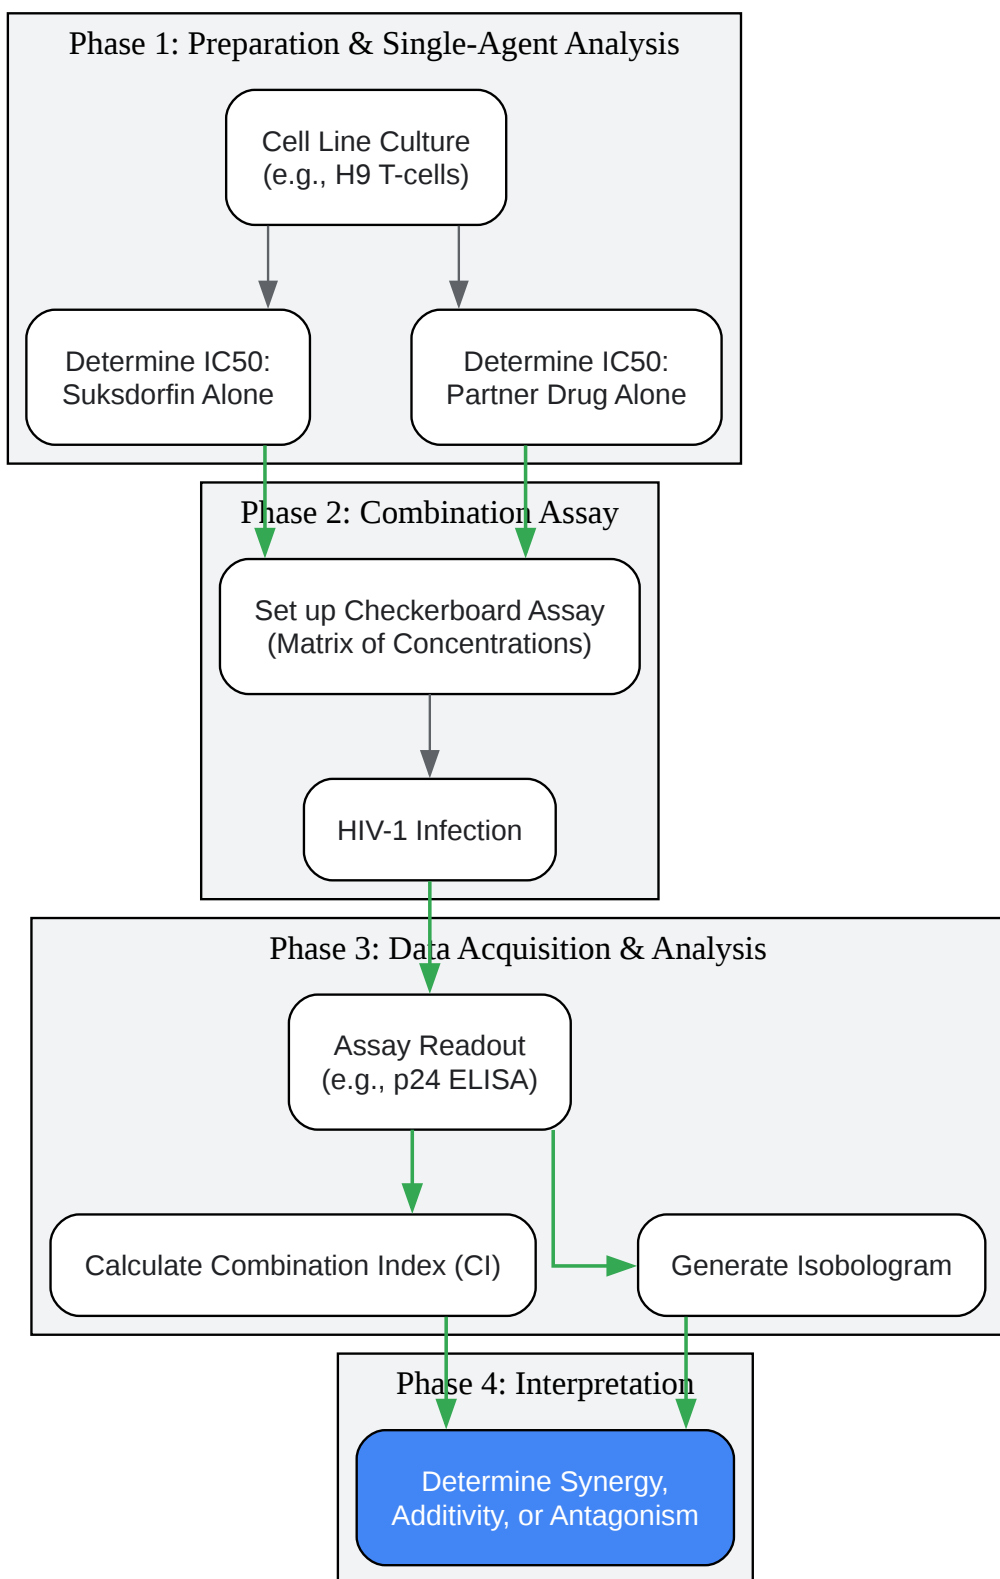 Phase 1: Preparation & Single-Agent Analysis
Cell Line Culture
(e.g., H9 T-cells)
Determine IC50:
Suksdorfin Alone
Determine IC50:
Partner Drug Alone
Phase 2: Combination Assay
Set up Checkerboard Assay
(Matrix of Concentrations)
HIV-1 Infection
Phase 3: Data Acquisition & Analysis
Assay Readout
(e.g., p24 ELISA)
Calculate Combination Index (CI)
Generate Isobologram
Phase 4: Interpretation
Determine Synergy,
Additivity, or Antagonism